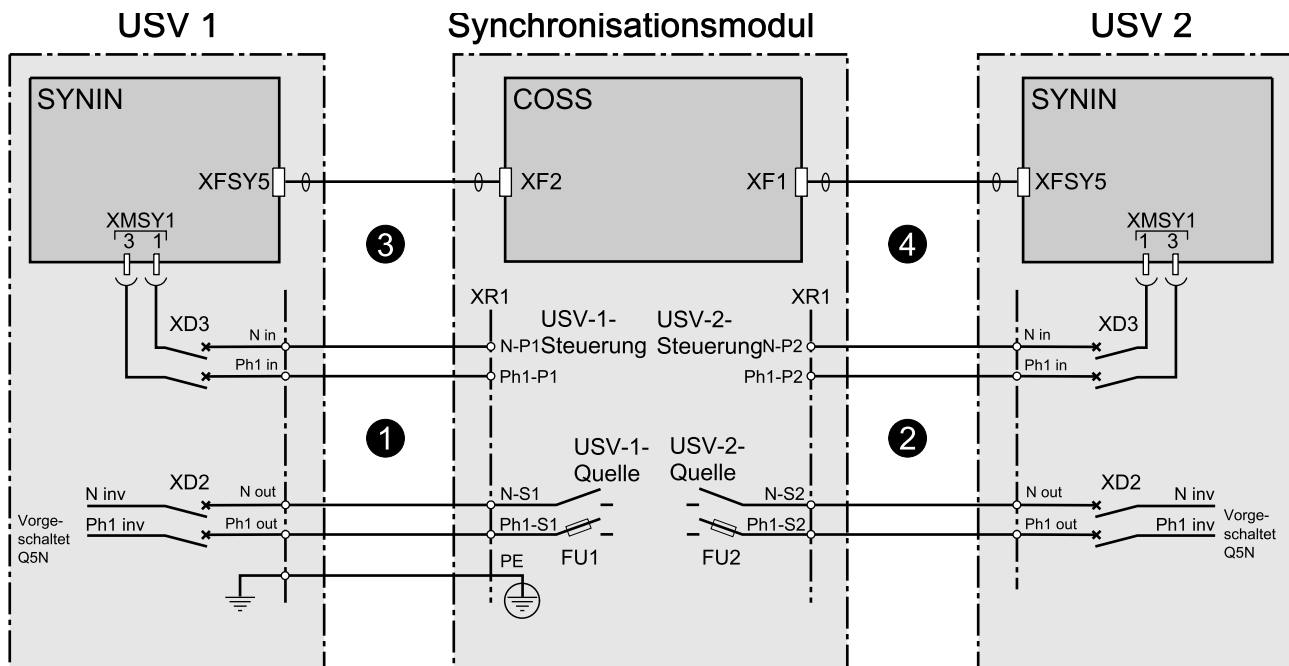 USV 1
Synchronisationsmodul
USV 2
SYNIN
COSS
SYNIN
XFSY5
XF2
XF1
XFSY5
XMSY1
3 1
XMSY1
1 3
3
4
XR1
XR1
XD3
N in
Ph1 in
N-P1
Ph1-P1
USV-1-
Steuerung
USV-2-
Steuerung
N-P2
Ph1-P2
N in
Ph1 in
XD3
1
2
USV-1-
Quelle
USV-2-
Quelle
XD2
N inv
N out
Ph1 inv
Ph1 out
Vorge-
schaltet
Q5N
N-S1
Ph1-S1
FU1
PE
N-S2
Ph1-S2
FU2
N out
Ph1 out
XD2
N inv
Ph1 inv
Vorge-
schaltet
Q5N